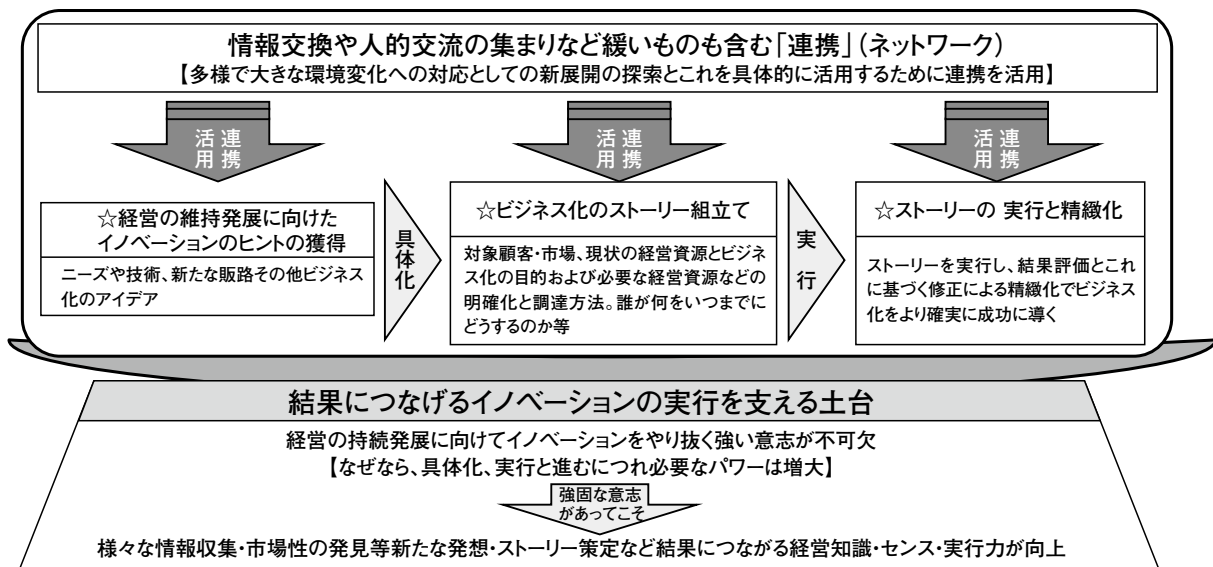 情報交換や人的交流の集まりなど緩いものも含む「連携」（ネットワーク）
【多様で大きな環境変化への対応としての新展開の探索とこれを具体的に活用するために連携を活用】
連携
活用
連携
活用
連携
活用
☆経営の維持発展に向けた
イノベーションのヒントの獲得
ニーズや技術、新たな販路その他ビジネス
化のアイデア
具体化
☆ビジネス化のストーリー組立て
対象顧客・市場、現状の経営資源とビジネ
ス化の目的および必要な経営資源などの
明確化と調達方法。誰が何をいつまでに
どうするのか等
実行
☆ストーリーの 実行と精緻化
ストーリーを実行し、結果評価とこれ
に基づく修正による精緻化でビジネス
化をより確実に成功に導く
結果につなげるイノベーションの実行を支える土台
経営の持続発展に向けてイノベーションをやり抜く強い意志が不可欠
【なぜなら、具体化、実行と進むにつれ必要なパワーは増大】
強固な意志
があってこそ
様々な情報収集・市場性の発見等新たな発想・ストーリー策定など結果につながる経営知識・センス・実行力が向上